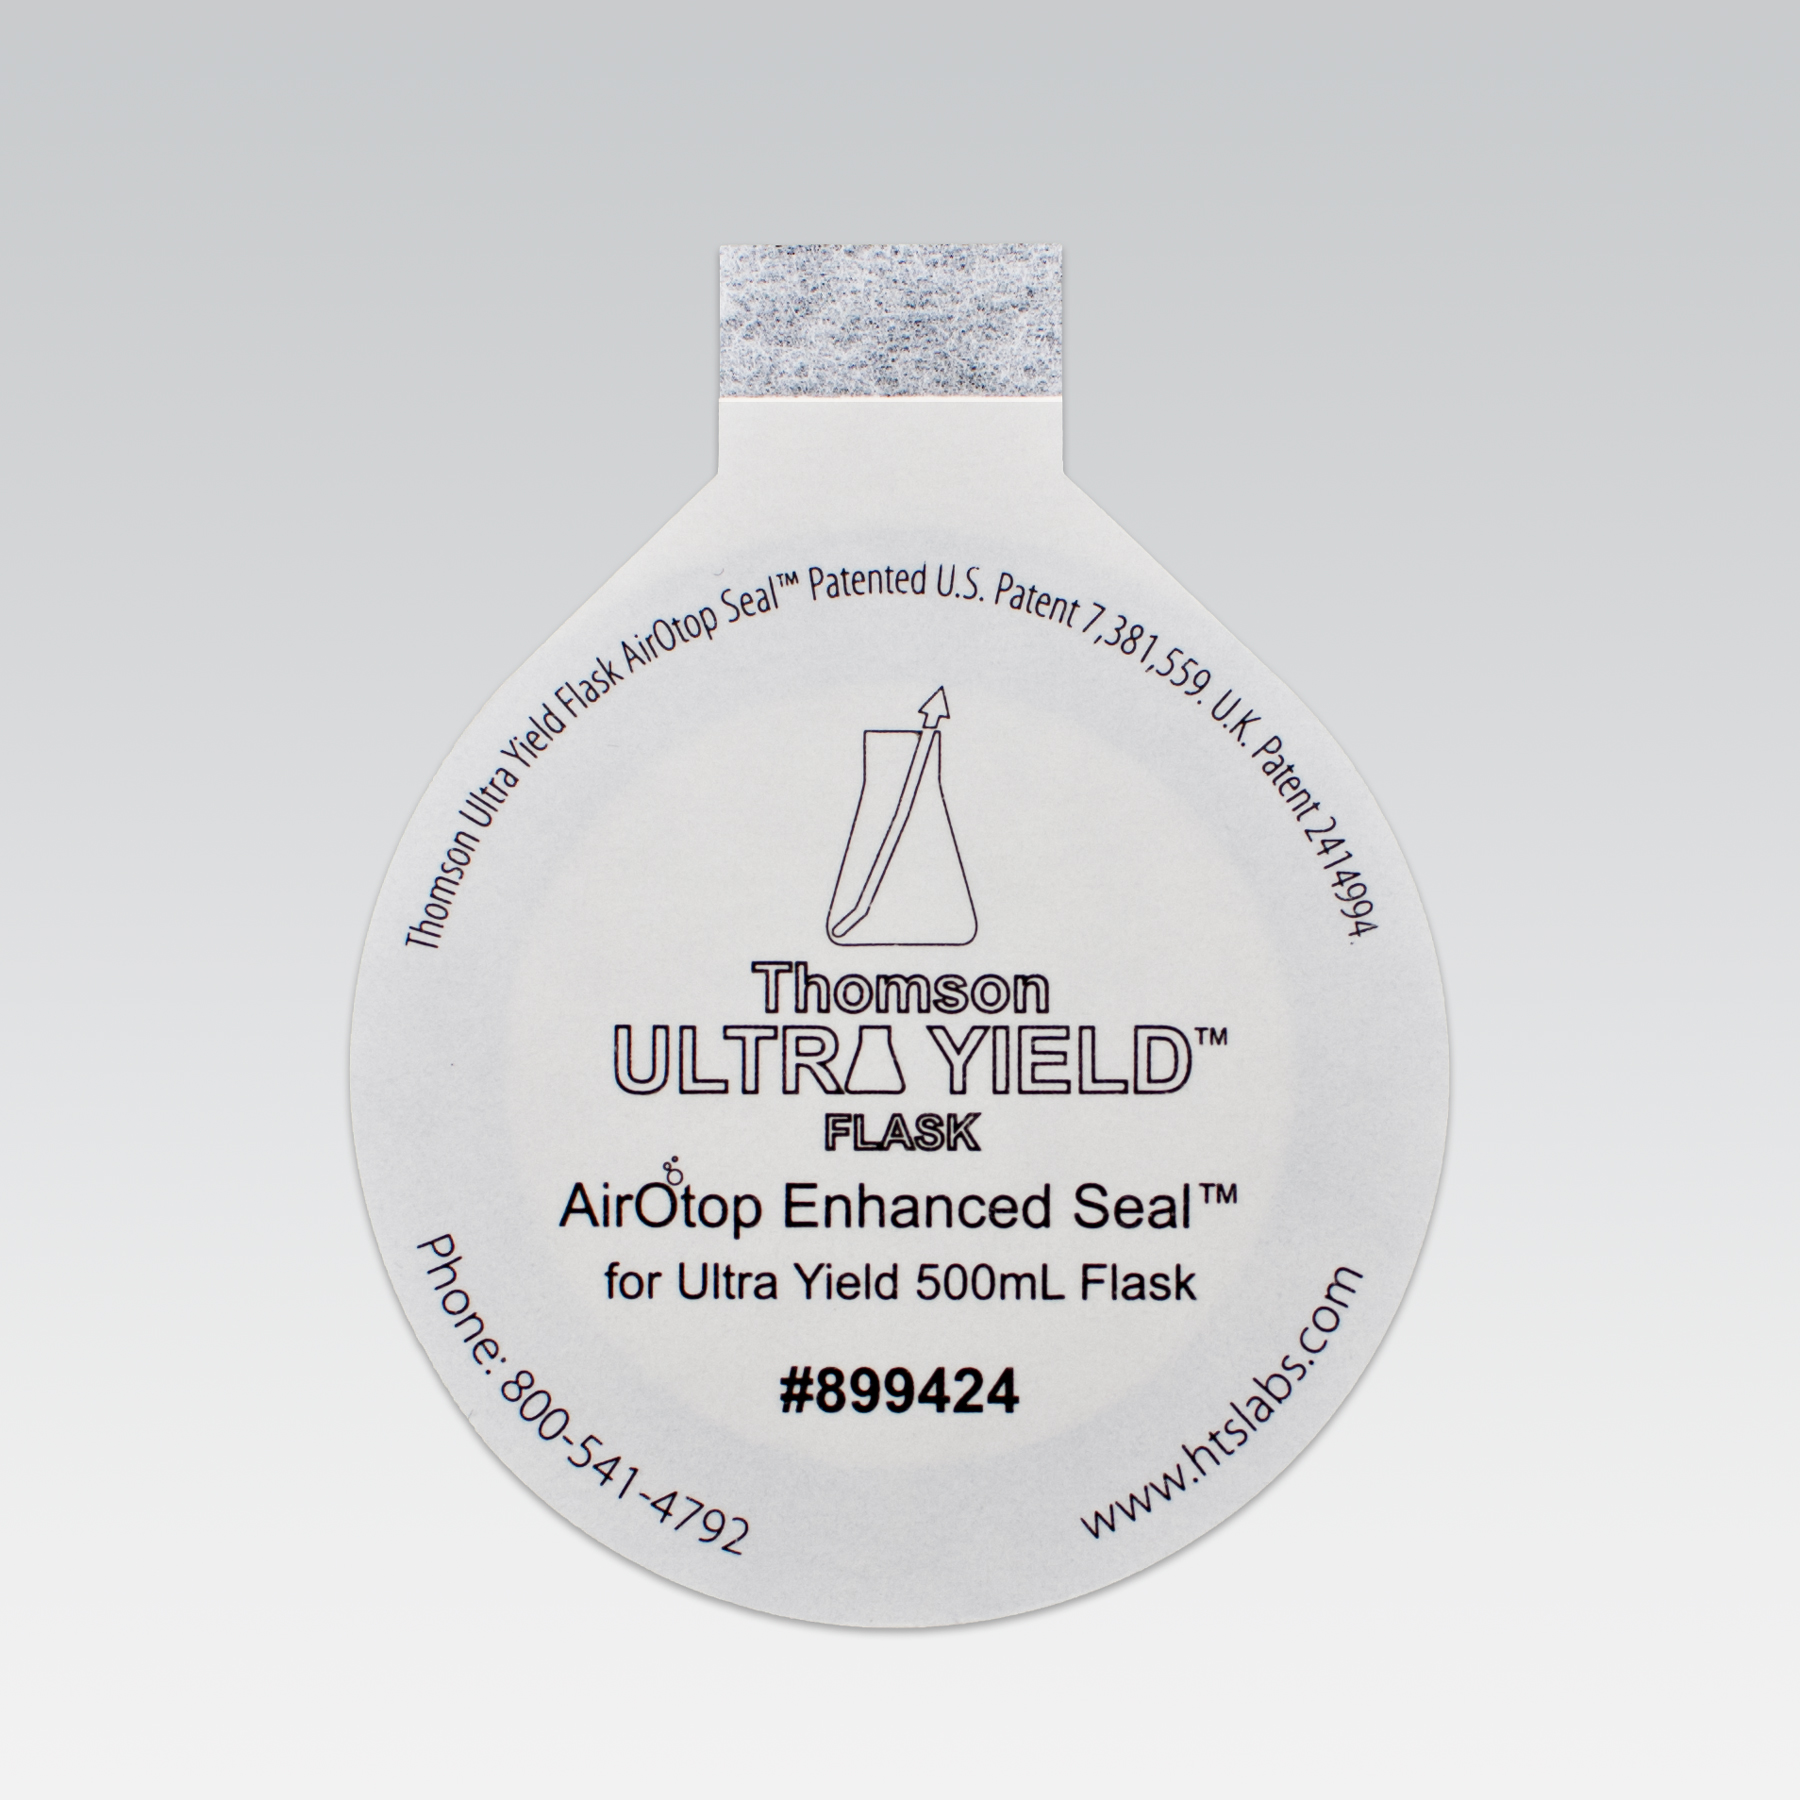 Thomson Ultra Yield Flask AirOtop Seal™ Patented U.S. Patent 7,381,559. U.K. Patent 2414994.
Thomson
ULTRA YIELD™
FLASK
AirOtop Enhanced Seal™
for Ultra Yield 500mL Flask
#899424
Phone: 800-541-4792
www.htslabs.com